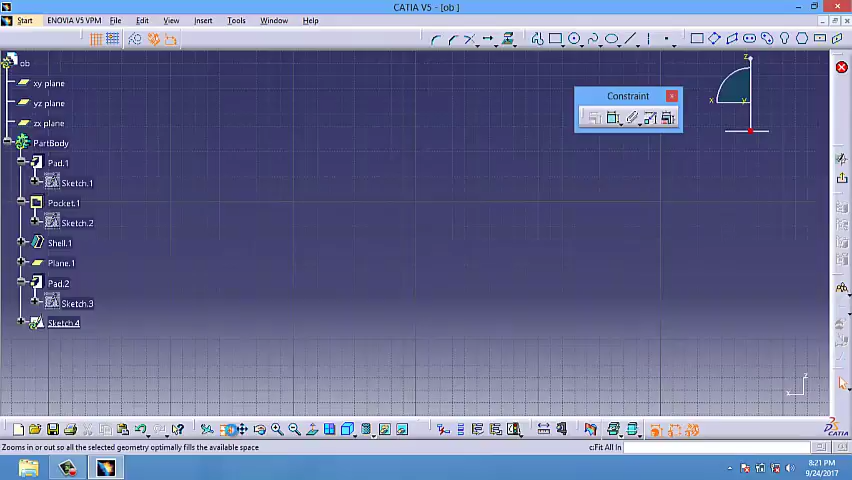 CATIA V5 - [ob ]
Start
ENOVIA V5 VPM
File
Edit
View
Insert
Tools
Window
Help
ob
xy plane
yz plane
zx plane
PartBody
Pad.1
Sketch.1
Pocket.1
Sketch.2
Shell.1
Plane.1
Pad.2
Sketch.3
Sketch.4
Constraint
z
x
y
z
x
CATIA
Zooms in or out so all the selected geometry optimally fills the available space
c:Fit All In
8:21 PM
9/24/2017